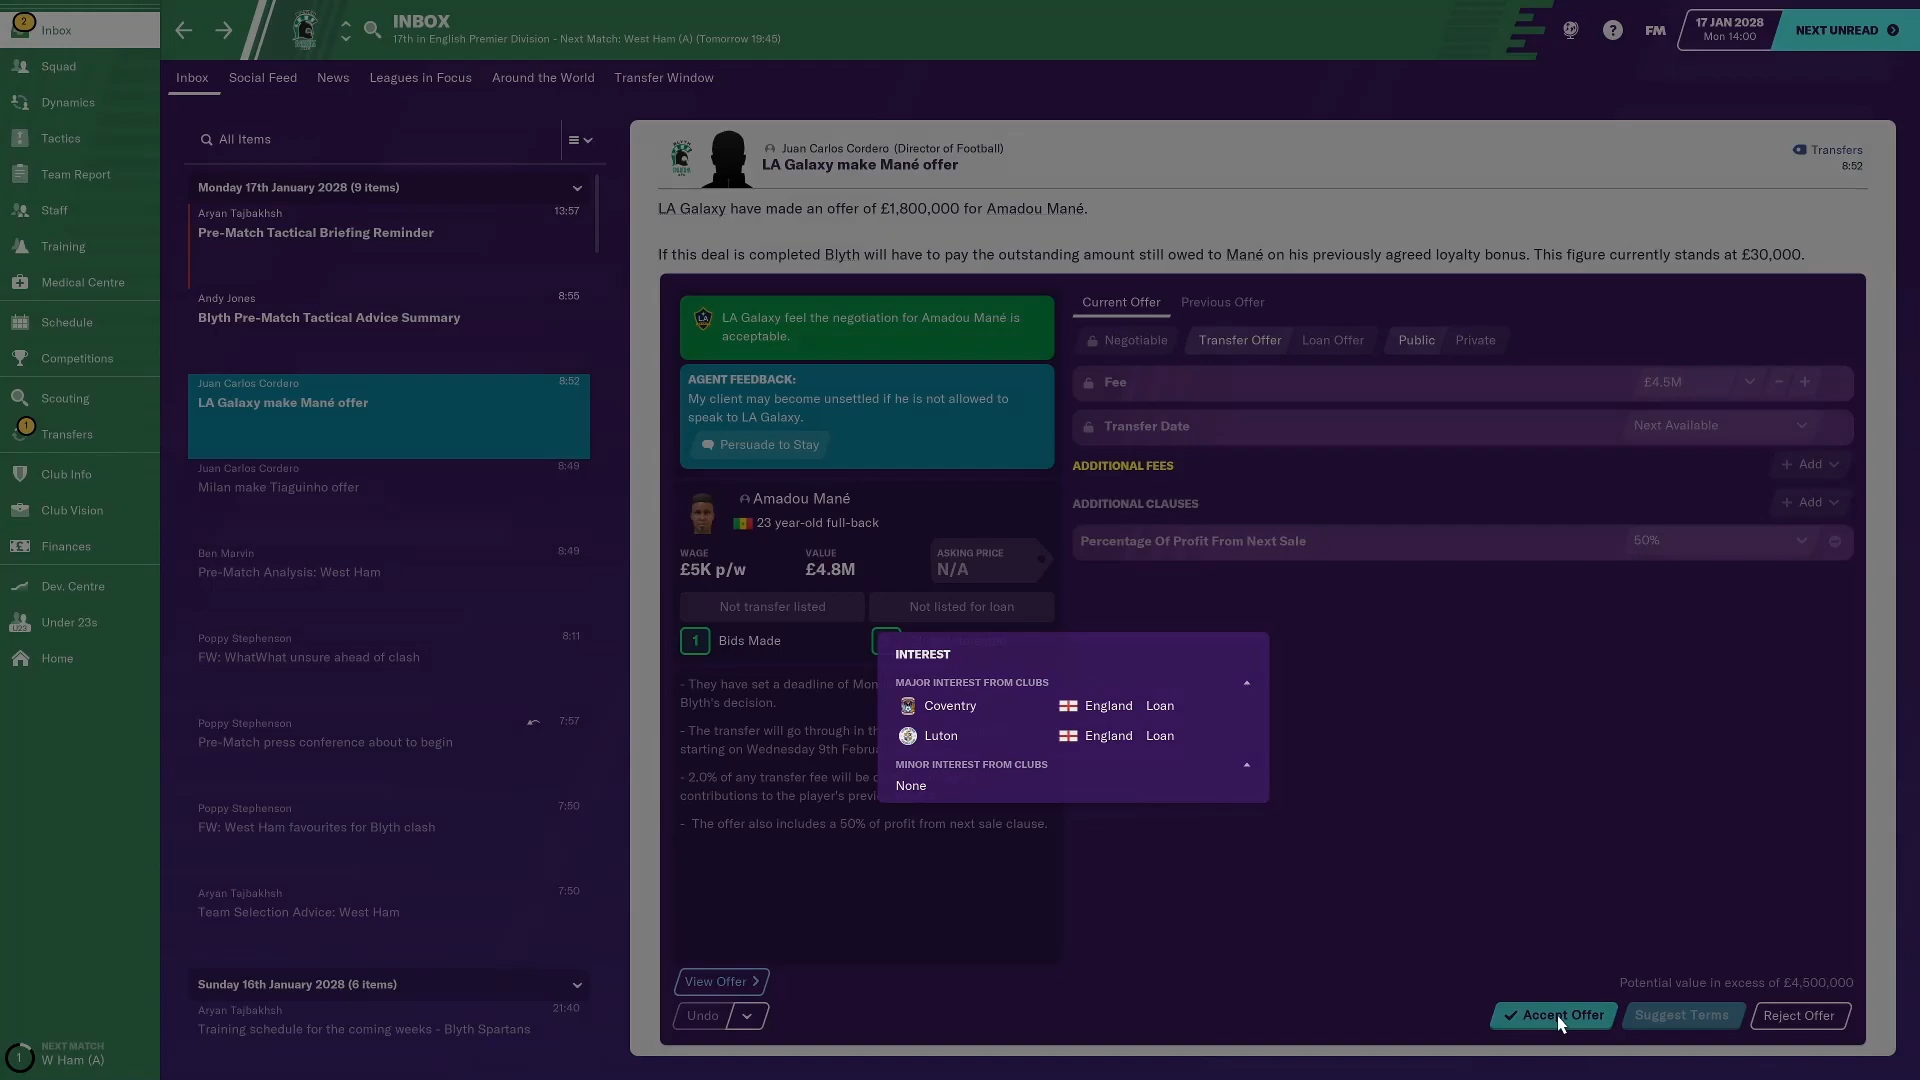 2
Inbox
Squad
Dynamics
Tactics
Team Report
Staff
Training
Medical Centre
Schedule
Competitions
Scouting
1
Transfers
Club Info
Club Vision
Finances
Dev. Centre
Under 23s
Home
1
NEXT MATCH
W Ham (A)
INBOX
17th in English Premier Division - Next Match: West Ham (A) (Tomorrow 19:45)
?
FM
17 JAN 2028
Mon 14:00
NEXT UNREAD
Inbox
Social Feed
News
Leagues in Focus
Around the World
Transfer Window
All Items
Monday 17th January 2028 (9 items)
Aryan Tajbakhsh 13:57
Pre-Match Tactical Briefing Reminder
Andy Jones 8:55
Blyth Pre-Match Tactical Advice Summary
Juan Carlos Cordero 8:52
LA Galaxy make Mané offer
Juan Carlos Cordero 8:49
Milan make Tiaguinho offer
Ben Marvin 8:49
Pre-Match Analysis: West Ham
Poppy Stephenson 8:11
FW: WhatWhat unsure ahead of clash
Poppy Stephenson 7:57
Pre-Match press conference about to begin
Poppy Stephenson 7:50
FW: West Ham favourites for Blyth clash
Aryan Tajbakhsh 7:50
Team Selection Advice: West Ham
Sunday 16th January 2028 (6 items)
Aryan Tajbakhsh 21:40
Training schedule for the coming weeks - Blyth Spartans
Juan Carlos Cordero (Director of Football)
LA Galaxy make Mané offer
Transfers
8:52
LA Galaxy have made an offer of £1,800,000 for Amadou Mané.
If this deal is completed Blyth will have to pay the outstanding amount still owed to Mané on his previously agreed loyalty bonus. This figure currently stands at £30,000.
LA
LA Galaxy feel the negotiation for Amadou Mané is
acceptable.
AGENT FEEDBACK:
My client may become unsettled if he is not allowed to
speak to LA Galaxy.
Persuade to Stay
Amadou Mané
23 year-old full-back
WAGE VALUE ASKING PRICE
£5K p/w £4.8M N/A
Not transfer listed
Not listed for loan
1 Bids Made
- They have set a deadline of Mon
Blyth's decision.
- The transfer will go through in th
starting on Wednesday 9th Febru
- 2.0% of any transfer fee will be
contributions to the player's previ
- The offer also includes a 50% of profit from next sale clause.
INTEREST
MAJOR INTEREST FROM CLUBS
Coventry England Loan
Luton England Loan
MINOR INTEREST FROM CLUBS
None
Current Offer
Previous Offer
Negotiable
Transfer Offer
Loan Offer
Public
Private
Fee £4.5M - +
Transfer Date Next Available
ADDITIONAL FEES + Add
ADDITIONAL CLAUSES + Add
Percentage Of Profit From Next Sale 50%
View Offer
Undo
Potential value in excess of £4,500,000
Accept Offer
Suggest Terms
Reject Offer